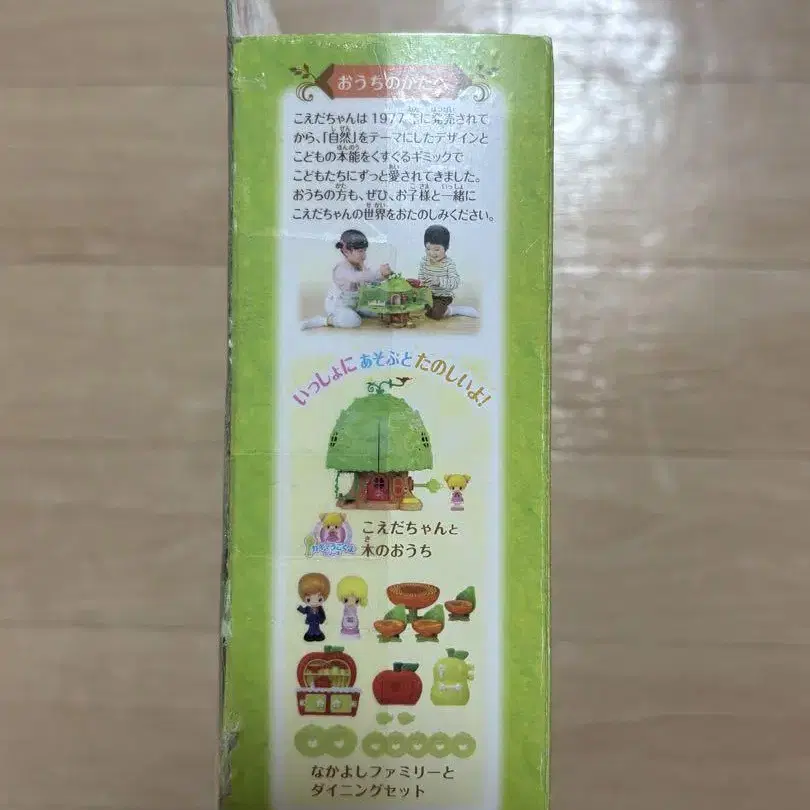 おうちのかたへ
こえだちゃんは1977年に発売されて
から、「自然」をテーマにしたデザインと
こどもの本能をくすぐるギミックで
こどもたちにずっと愛されてきました。
おうちの方も、ぜひ、お子様と一緒に
こえだちゃんの世界をおたのしみください。
いっしょにあそぶとたのしいよ!
こえだちゃんと
木のおうち
なかよしファミリーと
ダイニングセット